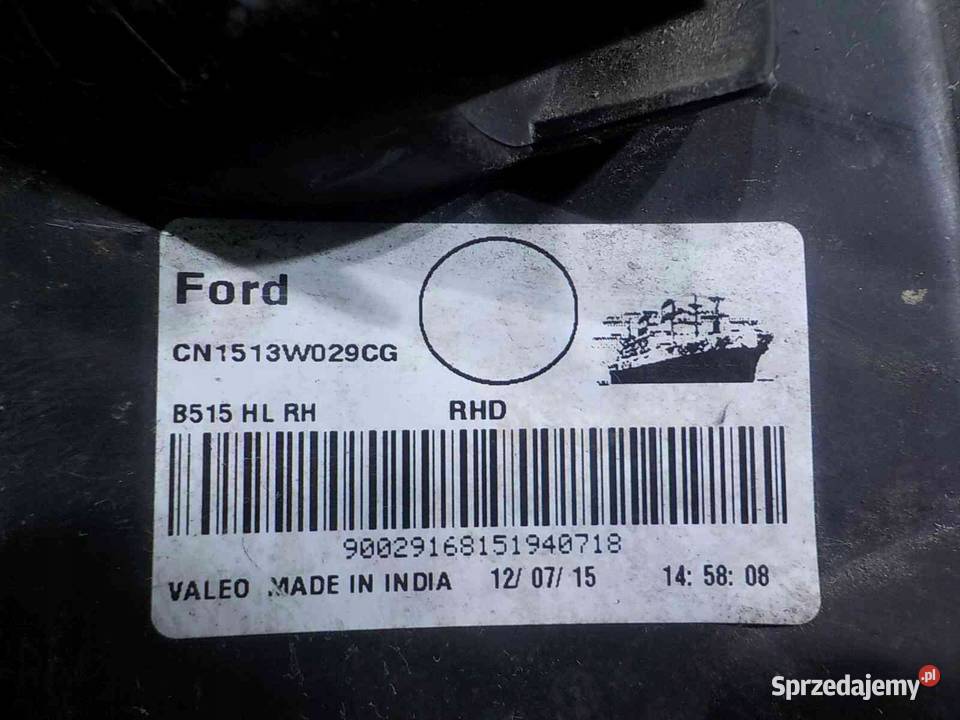 Ford
CN1513W029CG
B515 HL RH RHD
90029168151940718
VALEO MADE IN INDIA 12/ 07/ 15 14: 58: 08
Sprzedajemy.pl